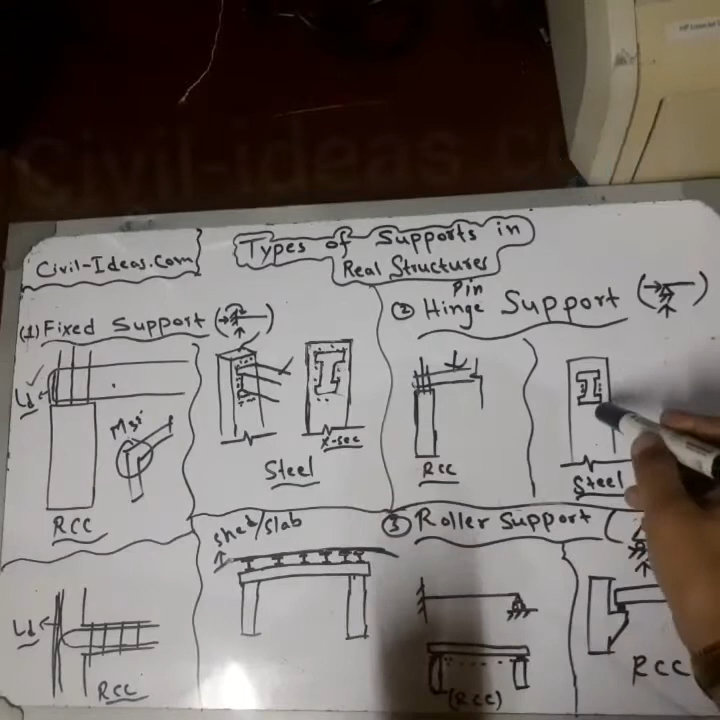 Civil-ideas.c
Civil-Ideas.Com
Types of Supports in
Real Structures
(1) Fixed Support
Pin
② Hinge Support
Ld
RCC
Steel
X-sec
RCC
Steel
shed/slab
③ Roller Support
Ld
RCC
(RCC)
RCC